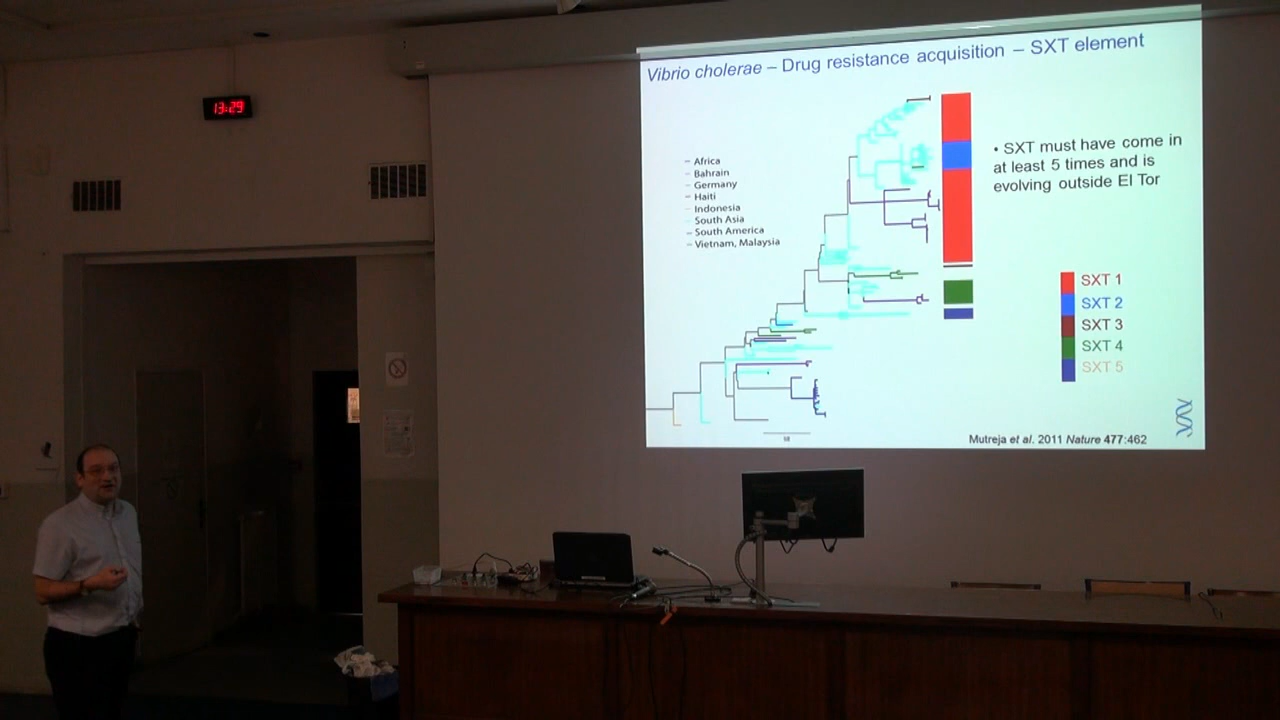 13:29
Vibrio cholerae – Drug resistance acquisition – SXT element
– Africa
– Bahrain
– Germany
– Haiti
– Indonesia
– South Asia
– South America
– Vietnam, Malaysia
• SXT must have come in
at least 5 times and is
evolving outside El Tor
SXT 1
SXT 2
SXT 3
SXT 4
SXT 5
Mutreja et al. 2011 Nature 477:462